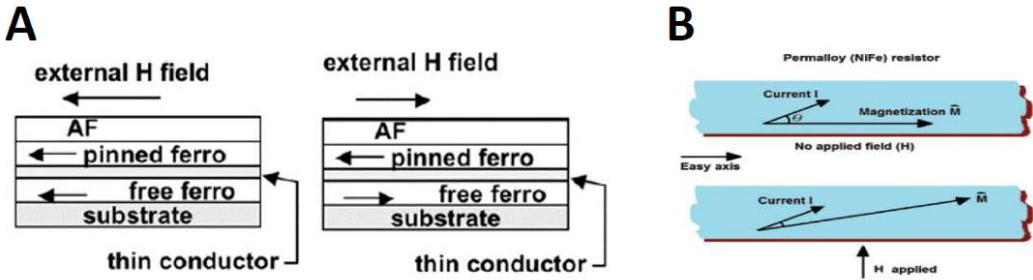 A
external H field
AF
pinned ferro
free ferro
substrate
thin conductor
external H field
AF
pinned ferro
free ferro
substrate
thin conductor
B
Permalloy (NiFe) resistor
Current I
θ
Magnetization M̄
No applied field (H)
Easy axis
Current I
M̄
H applied